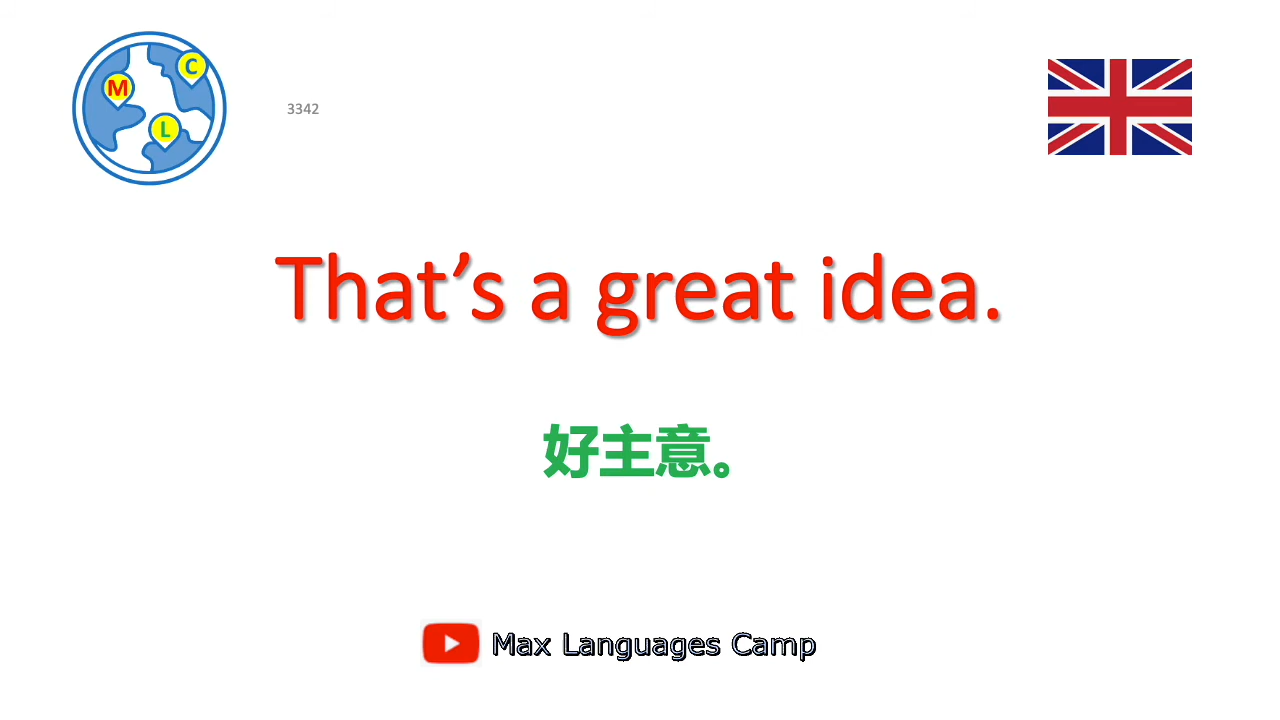 M
C
L
3342
That’s a great idea.
好主意。
Max Languages Camp